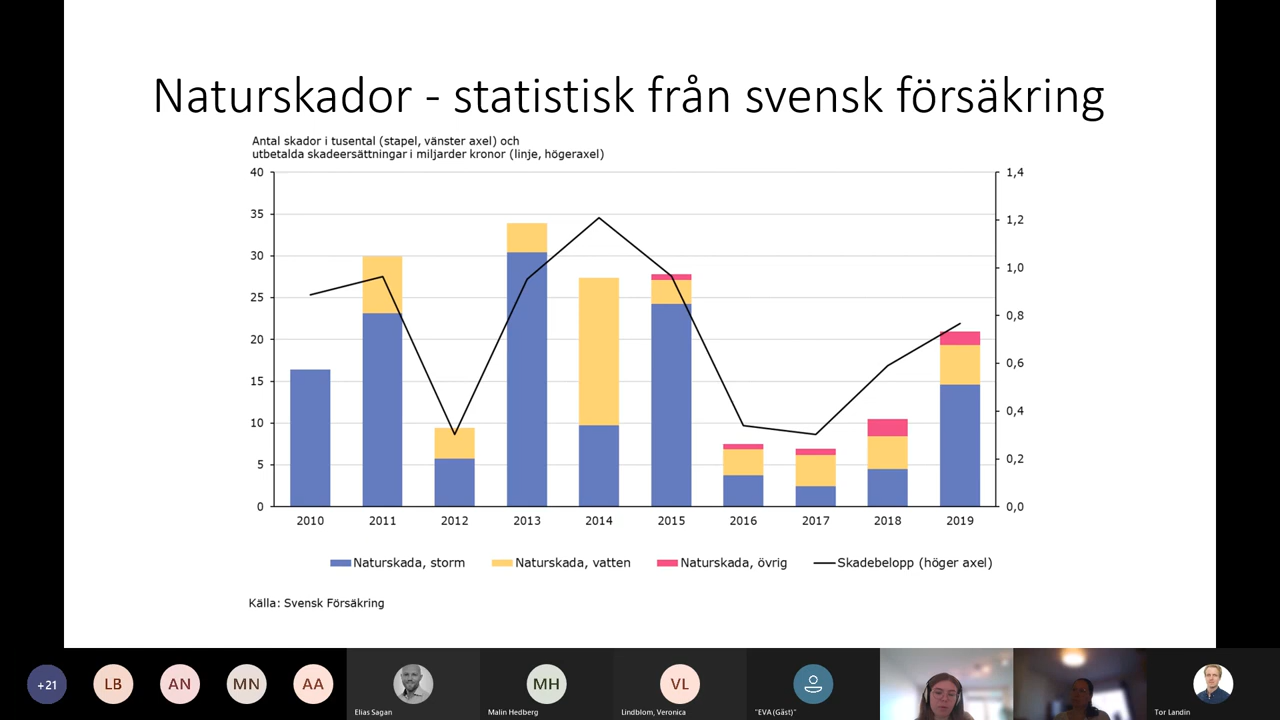 Naturskador - statistisk från svensk försäkring
Antal skador i tusental (stapel, vänster axel) och
utbetalda skadeersättningar i miljarder kronor (linje, högeraxel)
40
35
30
25
20
15
10
5
0
1,4
1,2
1,0
0,8
0,6
0,4
0,2
0,0
2010 2011 2012 2013 2014 2015 2016 2017 2018 2019
Naturskada, storm Naturskada, vatten Naturskada, övrig Skadebelopp (höger axel)
Källa: Svensk Försäkring
+21 LB AN MN AA MH VL
Elias Sagan Malin Hedberg Lindblom, Veronica "EVA (Gäst)" Tor Landin